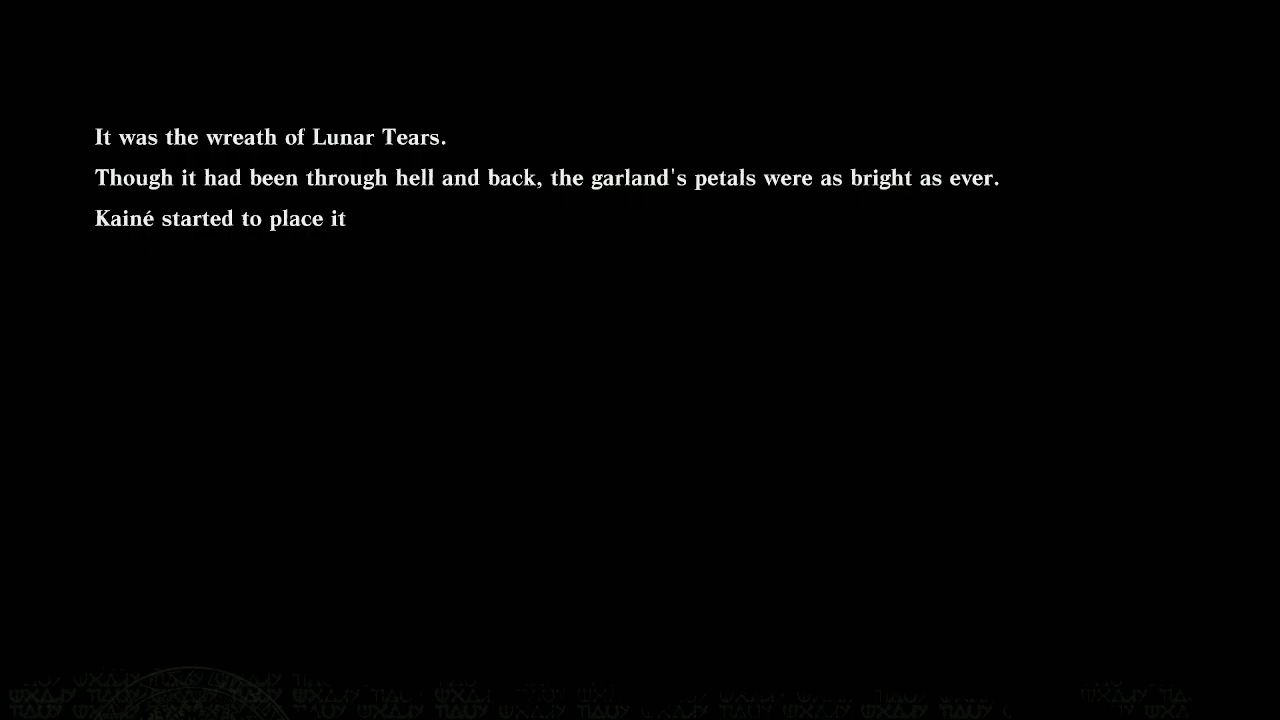 It was the wreath of Lunar Tears.
Though it had been through hell and back, the garland's petals were as bright as ever.
Kainé started to place it